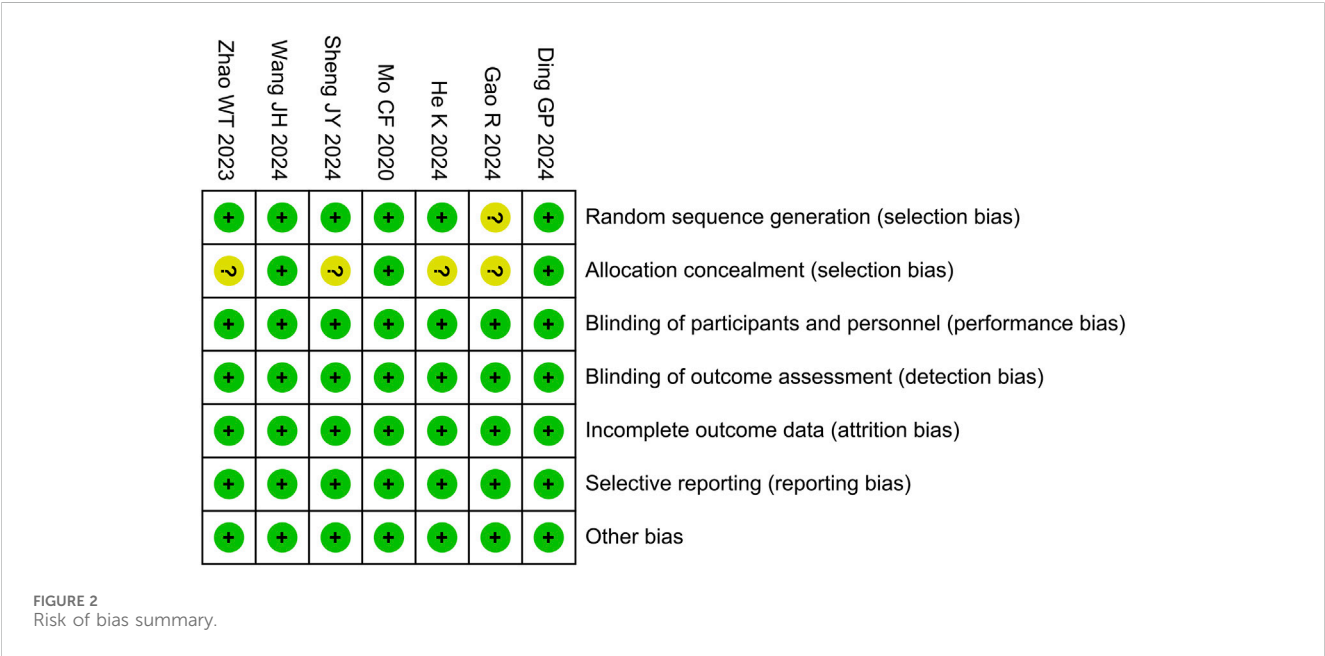 Zhao WT 2023
Wang JH 2024
Sheng JY 2024
Mo CF 2020
He K 2024
Gao R 2024
Ding GP 2024
+ + + + + ? + Random sequence generation (selection bias)
? + ? + ? ? + Allocation concealment (selection bias)
+ + + + + + + Blinding of participants and personnel (performance bias)
+ + + + + + + Blinding of outcome assessment (detection bias)
+ + + + + + + Incomplete outcome data (attrition bias)
+ + + + + + + Selective reporting (reporting bias)
+ + + + + + + Other bias
FIGURE 2
Risk of bias summary.